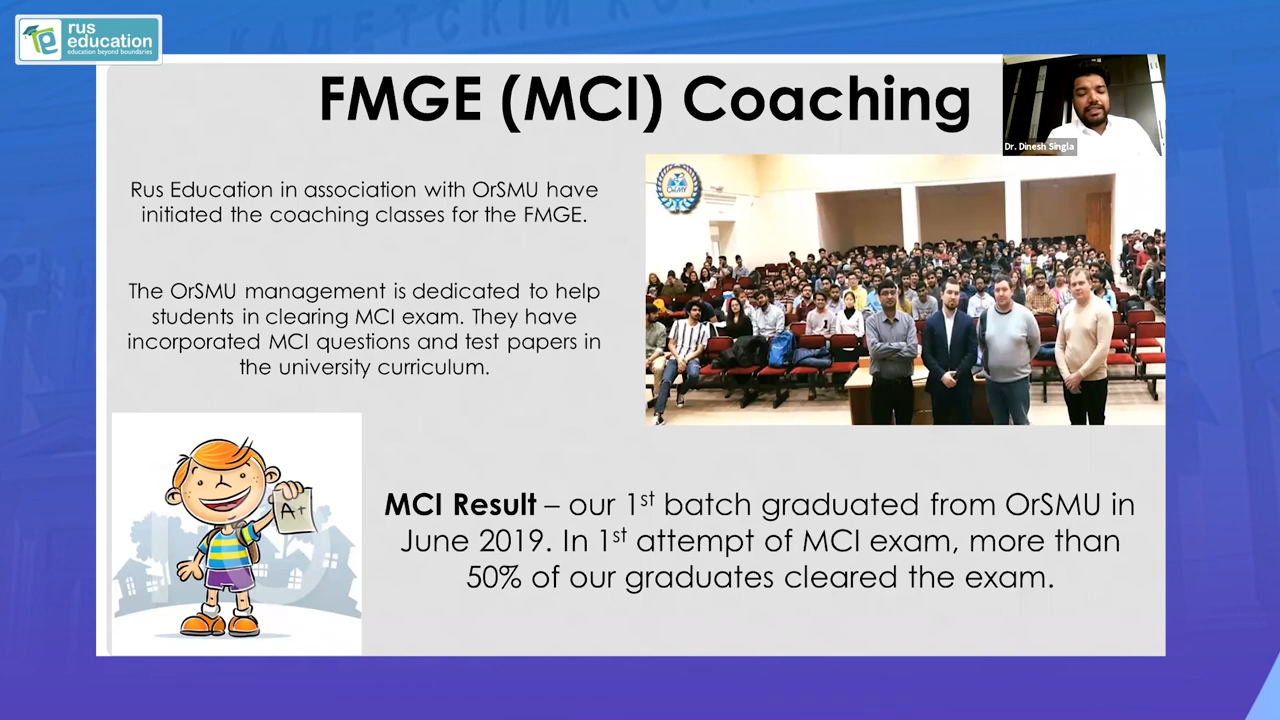 КАДЕТСКІЙ КОР
rus
education
education beyond boundaries
FMGE (MCI) Coaching
Dr. Dinesh Singla
Rus Education in association with OrSMU have
initiated the coaching classes for the FMGE.
The OrSMU management is dedicated to help
students in clearing MCI exam. They have
incorporated MCI questions and test papers in
the university curriculum.
A+
MCI Result – our 1st batch graduated from OrSMU in
June 2019. In 1st attempt of MCI exam, more than
50% of our graduates cleared the exam.